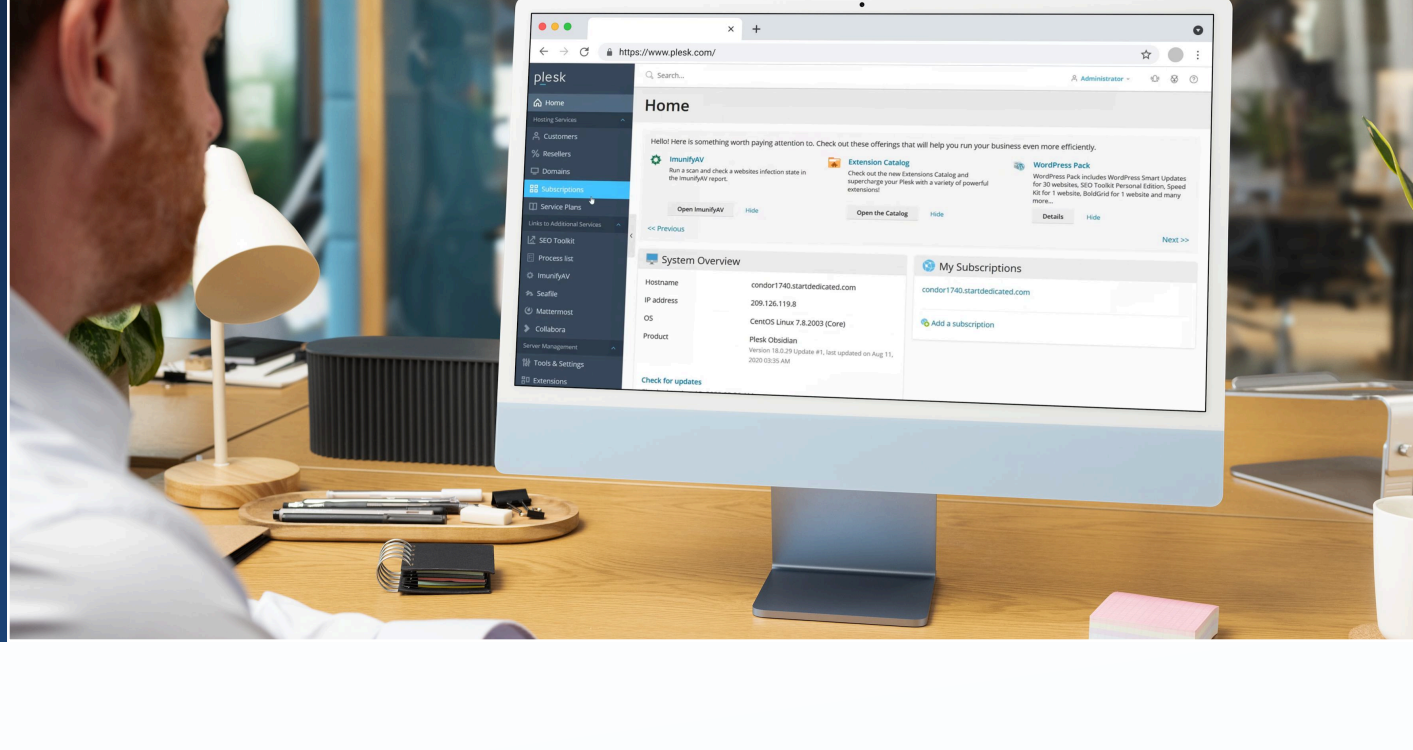 https://www.plesk.com/
plesk
Search...
Administrator
Home
Home
Hosting Services
Customers
Resellers
Domains
Subscriptions
Service Plans
Links to Additional Services
SEO Toolkit
Process list
ImunifyAV
Seafile
Mattermost
Collabora
Server Management
Tools & Settings
Extensions
Hello! Here is something worth paying attention to. Check out these offerings that will help you run your business even more efficiently.
ImunifyAV
Run a scan and check a websites infection state in
the ImunifyAV report.
Open ImunifyAV
Hide
Extension Catalog
Check out the new Extensions Catalog and
supercharge your Plesk with a variety of powerful
extensions!
Open the Catalog
Hide
WordPress Pack
WordPress Pack includes WordPress Smart Updates
for 30 websites, SEO Toolkit Personal Edition, Speed
Kit for 1 website, BoldGrid for 1 website and many
more...
Details
Hide
<< Previous
Next >>
System Overview
Hostname condor1740.startdedicated.com
IP address 209.126.119.8
OS CentOS Linux 7.8.2003 (Core)
Product Plesk Obsidian
Version 18.0.29 Update #1, last updated on Aug 11,
2020 03:35 AM
Check for updates
My Subscriptions
condor1740.startdedicated.com
Add a subscription